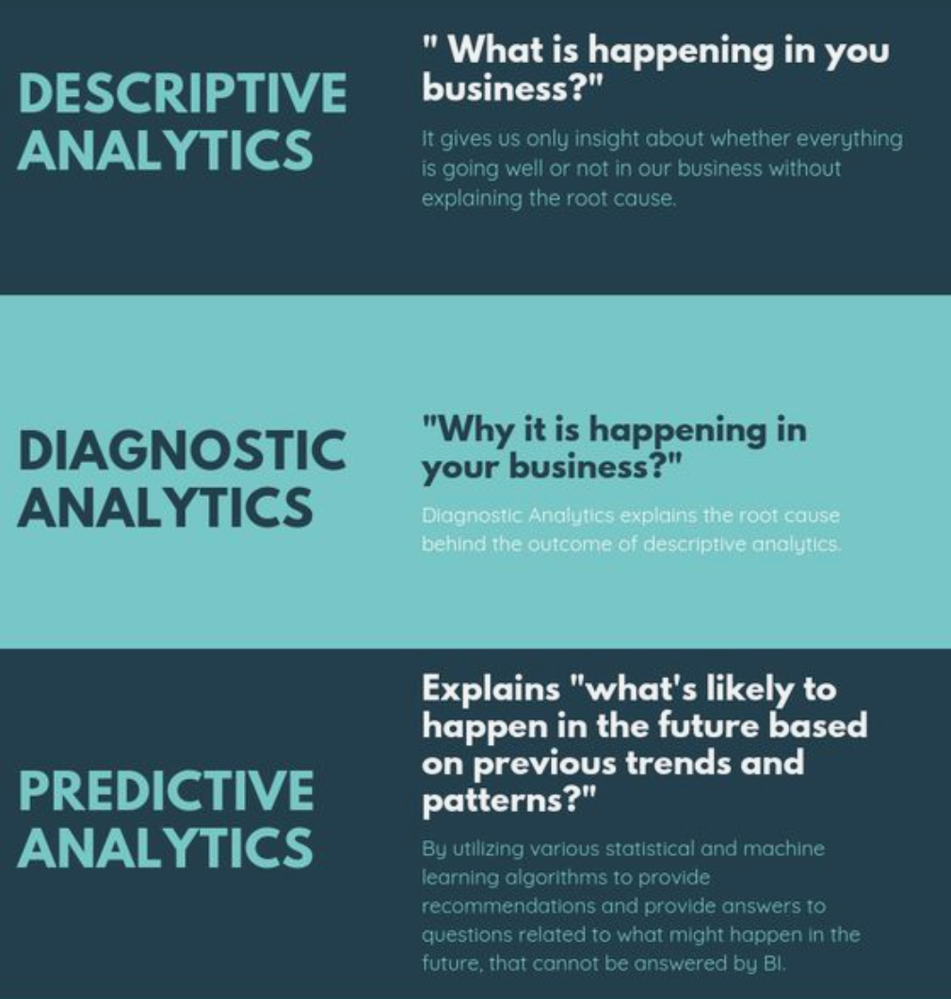 DESCRIPTIVE
ANALYTICS
" What is happening in you
business?"
It gives us only insight about whether everything
is going well or not in our business without
explaining the root cause.
DIAGNOSTIC
ANALYTICS
"Why it is happening in
your business?"
Diagnostic Analytics explains the root cause
behind the outcome of descriptive analytics.
PREDICTIVE
ANALYTICS
Explains "what's likely to
happen in the future based
on previous trends and
patterns?"
By utilizing various statistical and machine
learning algorithms to provide
recommendations and provide answers to
questions related to what might happen in the
future, that cannot be answered by BI.